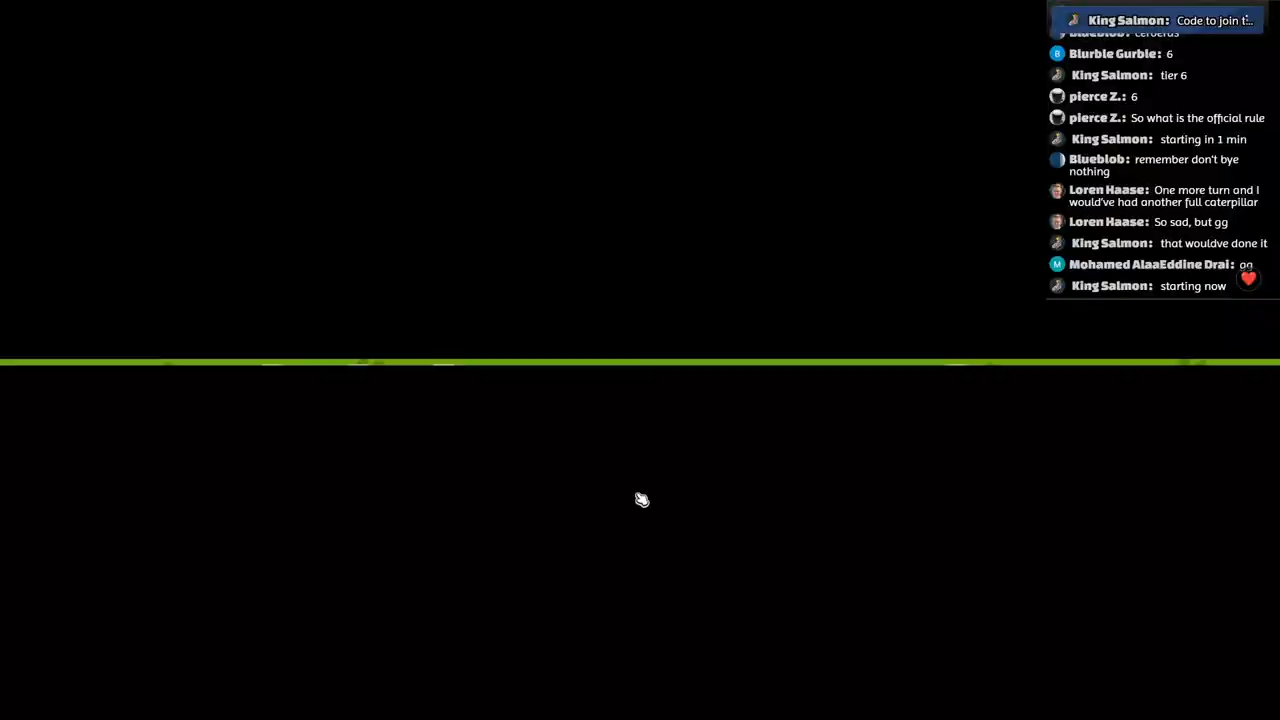 King Salmon: Code to join t...
Blueblob: cerberus
Blurble Gurble: 6
King Salmon: tier 6
pierce Z.: 6
pierce Z.: So what is the official rule
King Salmon: starting in 1 min
Blueblob: remember don't bye
nothing
Loren Haase: One more turn and I
would've had another full caterpillar
Loren Haase: So sad, but gg
King Salmon: that wouldve done it
Mohamed AlaaEddine Drai: gg
King Salmon: starting now